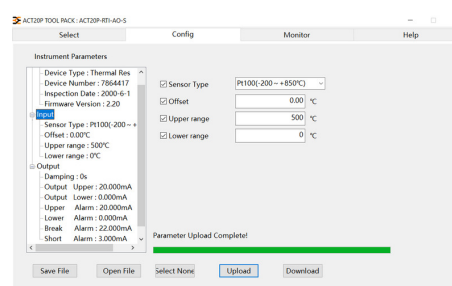 ACT20P TOOL PACK : ACT20P-RTI-AO-S
Select Config Monitor Help
Instrument Parameters
Device Type : Thermal Res
Device Number : 7864417
Inspection Date : 2000-6-1
Firmware Version : 2.20
Input
Sensor Type : Pt100(-200 ~ +
Offset : 0.00℃
Upper range : 500℃
Lower range : 0℃
Output
Damping : 0s
Output Upper : 20.000mA
Output Lower : 0.000mA
Upper Alarm : 20.000mA
Lower Alarm : 0.000mA
Break Alarm : 22.000mA
Short Alarm : 3.000mA
Sensor Type Pt100(-200 ~ +850℃)
Offset 0.00 ℃
Upper range 500 ℃
Lower range 0 ℃
Parameter Upload Complete!
Save File Open File Select None Upload Download